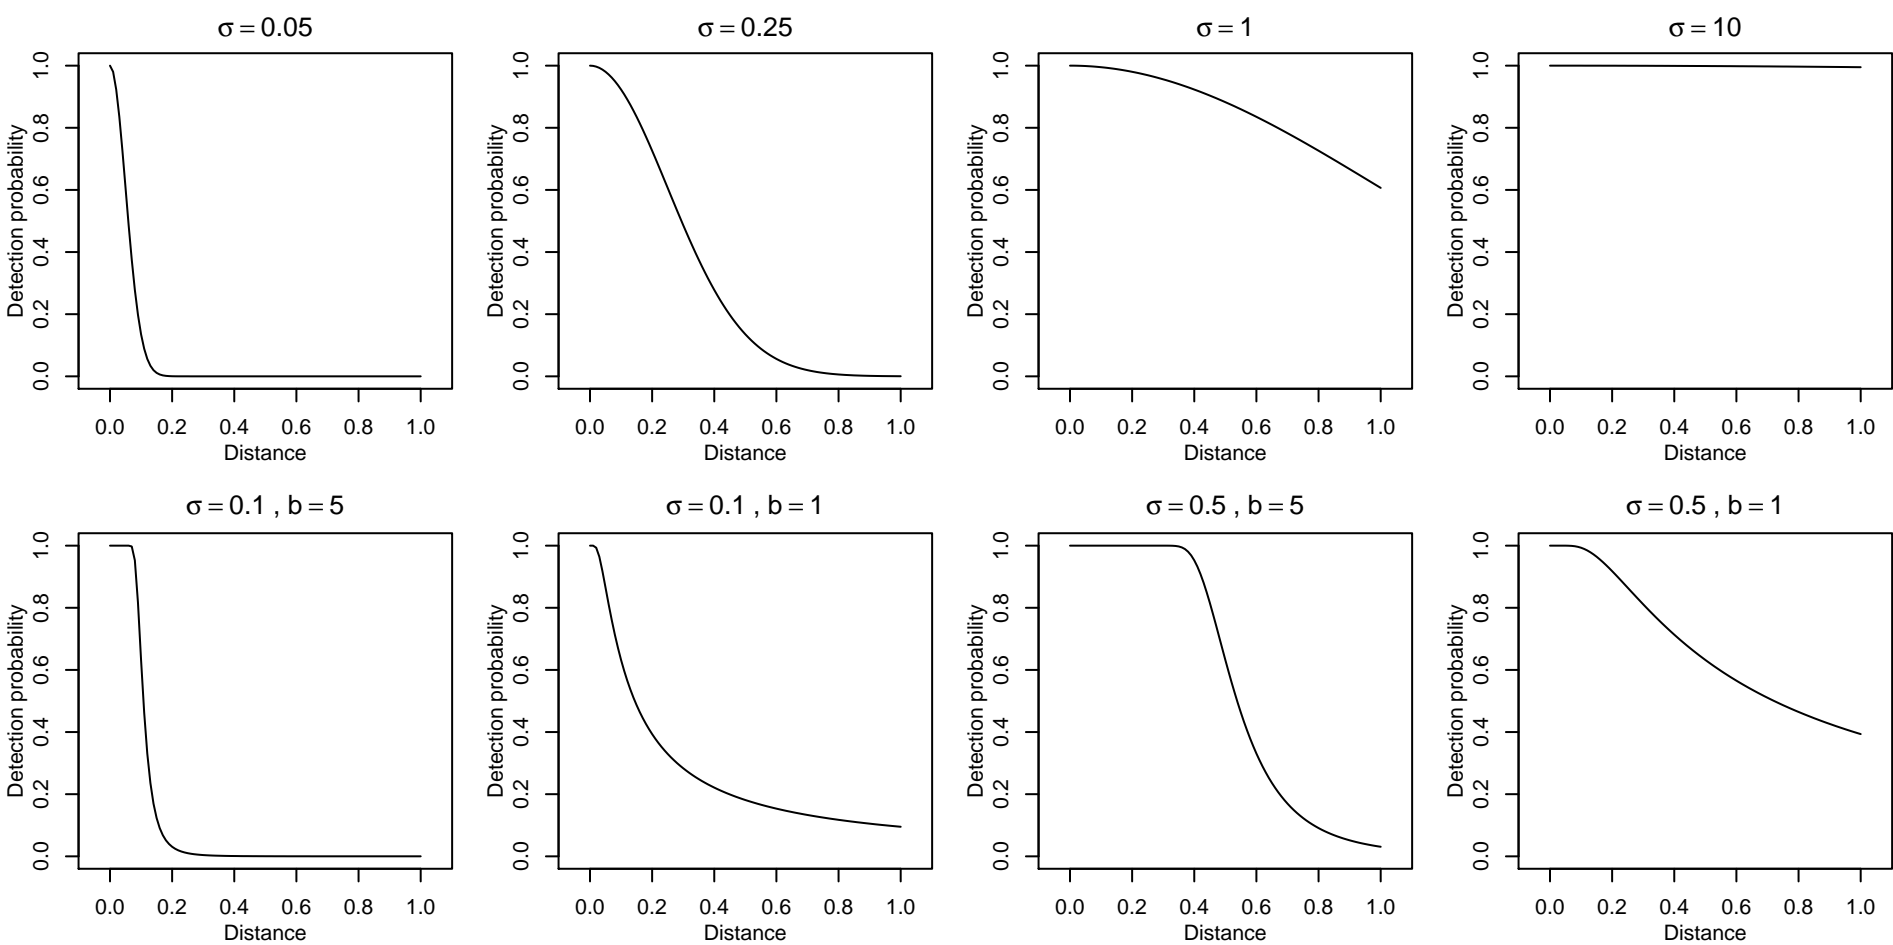 σ = 0.05
Detection probability
0.0 0.2 0.4 0.6 0.8 1.0
0.0 0.2 0.4 0.6 0.8 1.0
Distance
σ = 0.25
Detection probability
0.0 0.2 0.4 0.6 0.8 1.0
0.0 0.2 0.4 0.6 0.8 1.0
Distance
σ = 1
Detection probability
0.0 0.2 0.4 0.6 0.8 1.0
0.0 0.2 0.4 0.6 0.8 1.0
Distance
σ = 10
Detection probability
0.0 0.2 0.4 0.6 0.8 1.0
0.0 0.2 0.4 0.6 0.8 1.0
Distance
σ = 0.1 , b = 5
Detection probability
0.0 0.2 0.4 0.6 0.8 1.0
0.0 0.2 0.4 0.6 0.8 1.0
Distance
σ = 0.1 , b = 1
Detection probability
0.0 0.2 0.4 0.6 0.8 1.0
0.0 0.2 0.4 0.6 0.8 1.0
Distance
σ = 0.5 , b = 5
Detection probability
0.0 0.2 0.4 0.6 0.8 1.0
0.0 0.2 0.4 0.6 0.8 1.0
Distance
σ = 0.5 , b = 1
Detection probability
0.0 0.2 0.4 0.6 0.8 1.0
0.0 0.2 0.4 0.6 0.8 1.0
Distance